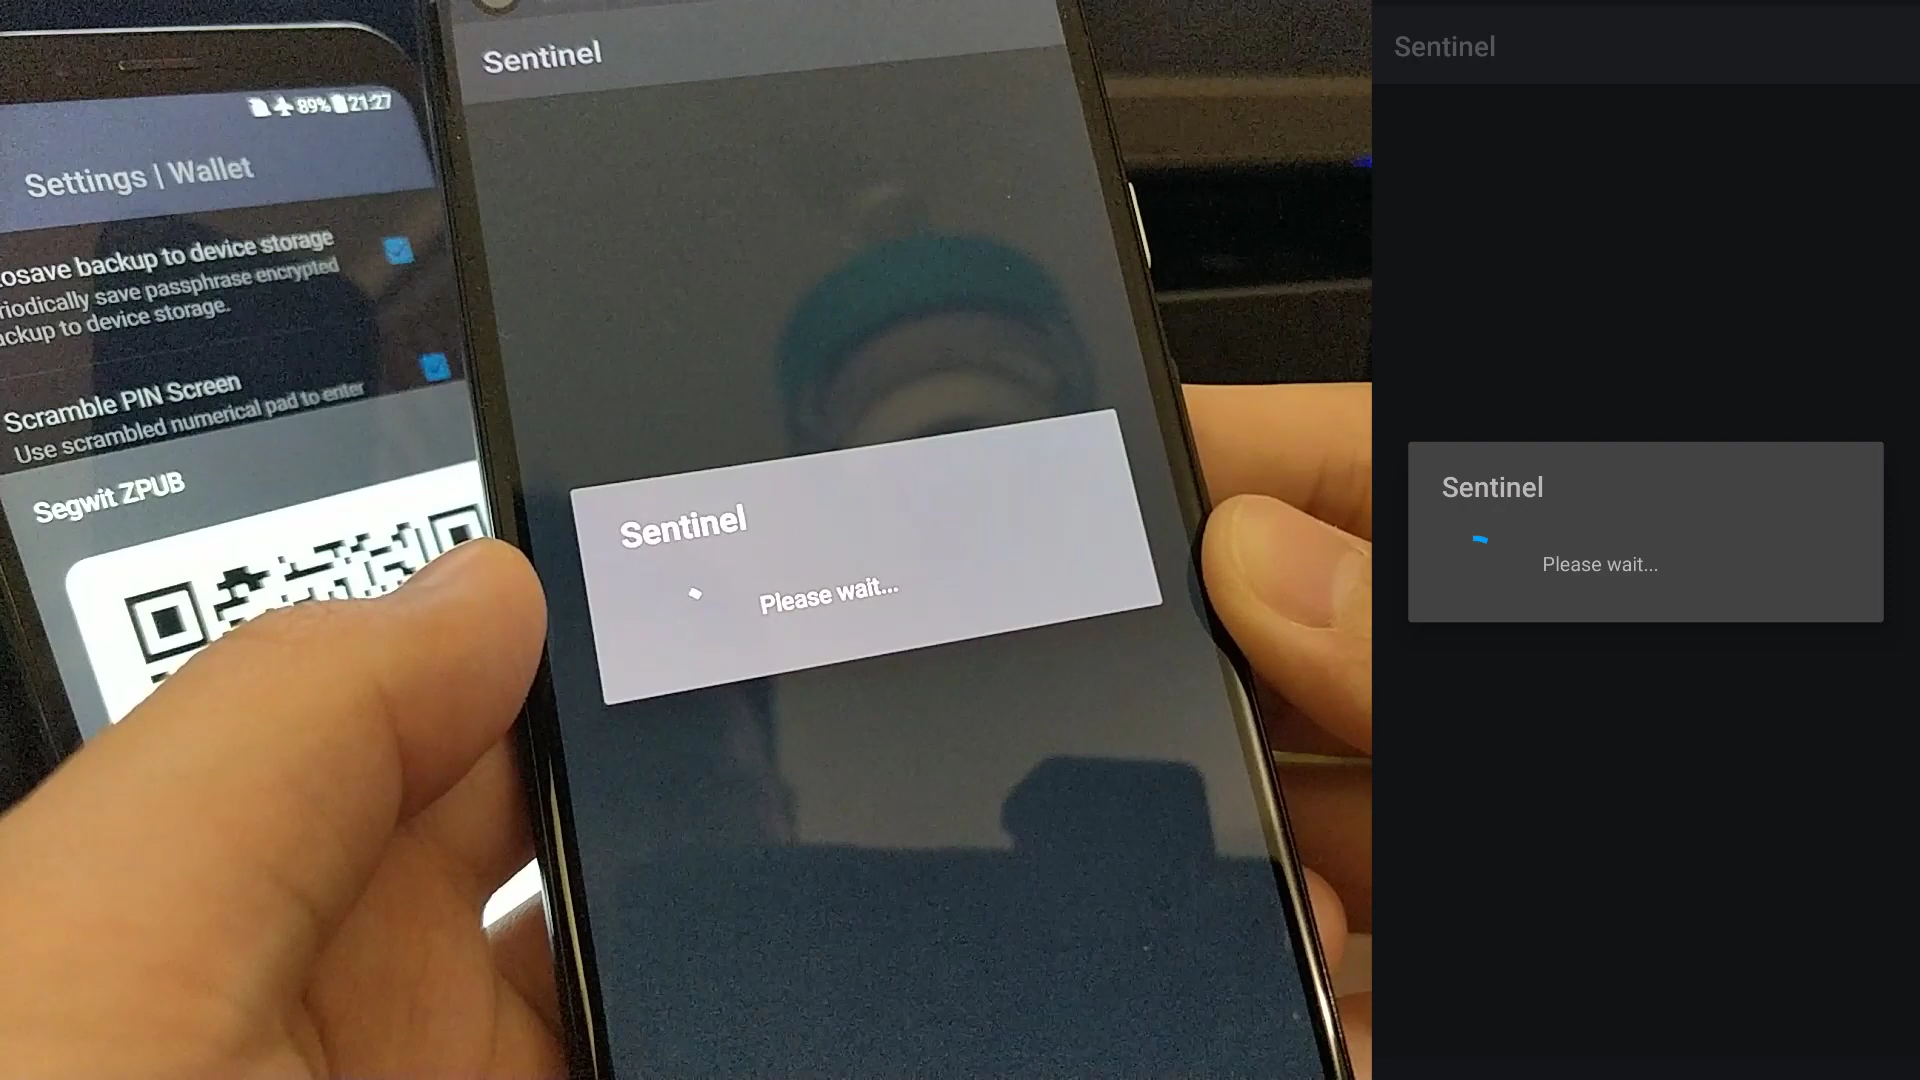 89% 21:27
Settings | Wallet
osave backup to device storage
riodically save passphrase encrypted
ackup to device storage.
Scramble PIN Screen
Use scrambled numerical pad to enter
Segwit ZPUB
Sentinel
Sentinel
Please wait...
Sentinel
Sentinel
Please wait...